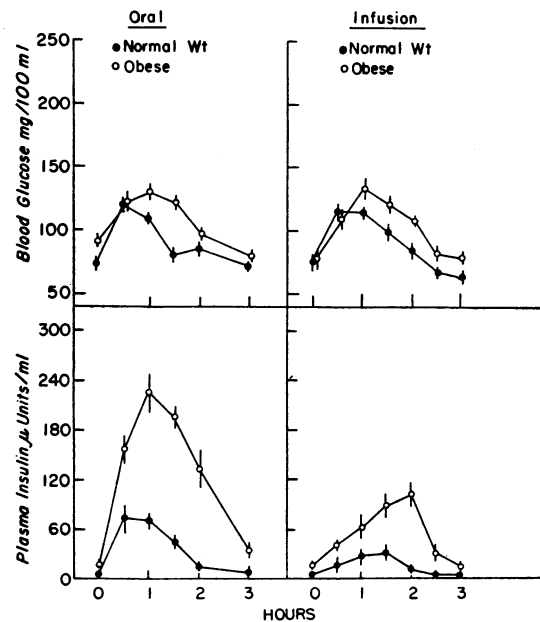 Oral
Infusion
● Normal Wt
○ Obese
● Normal Wt
○ Obese
Blood Glucose mg/100 ml
250
200
150
100
50
Plasma Insulin, μ Units/ml
300
240
180
120
60
0
0 1 2 3
0 1 2 3
HOURS